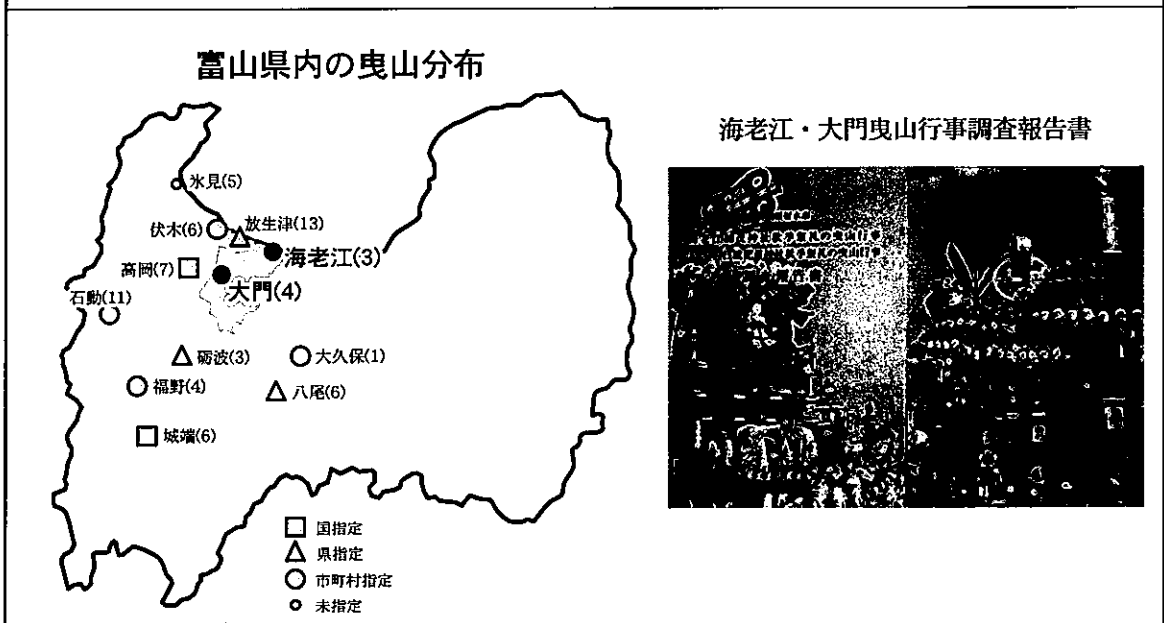 富山県内の曳山分布
氷見(5)
伏木(6)
放生津(13)
海老江(3)
高岡(7)
大門(4)
石動(11)
砺波(3)
大久保(1)
福野(4)
八尾(6)
城端(6)
国指定
県指定
市町村指定
未指定
海老江・大門曳山行事調査報告書